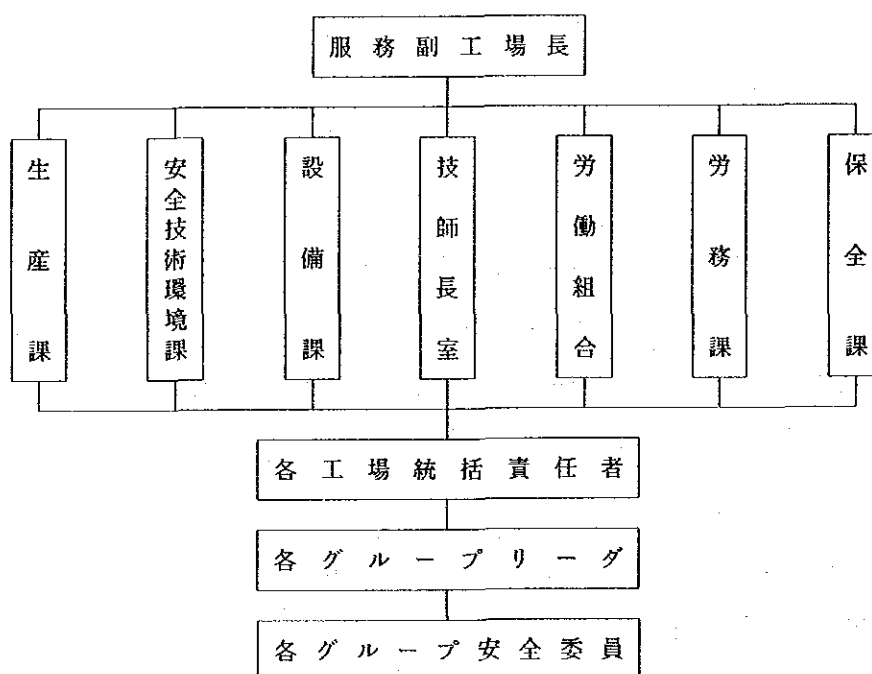 服務副工場長
生産課
安全技術環境課
設備課
技師長室
労働組合
労務課
保全課
各工場統括責任者
各グループリーダ
各グループ安全委員